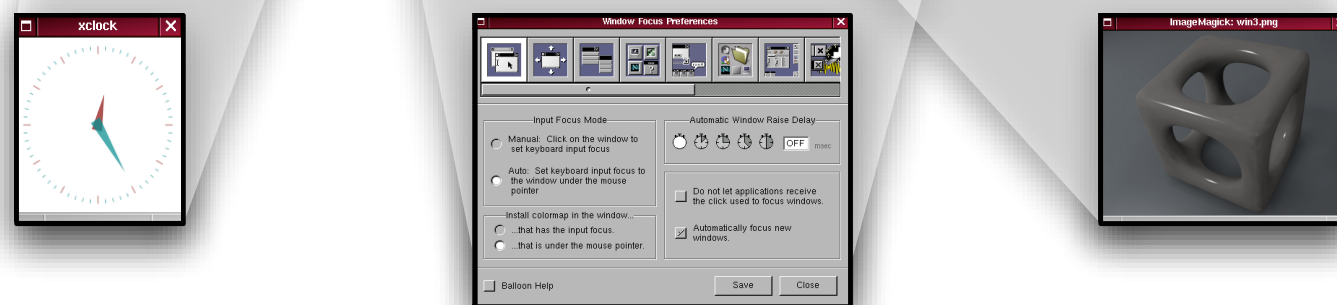 xclock
Window Focus Preferences
ImageMagick: win3.png
Input Focus Mode
Manual: Click on the window to
set keyboard input focus
Auto: Set keyboard input focus to
the window under the mouse
pointer
Install colormap in the window...
...that has the input focus.
...that is under the mouse pointer.
Automatic Window Raise Delay
OFF msec
Do not let applications receive
the click used to focus windows.
Automatically focus new
windows.
Balloon Help
Save
Close